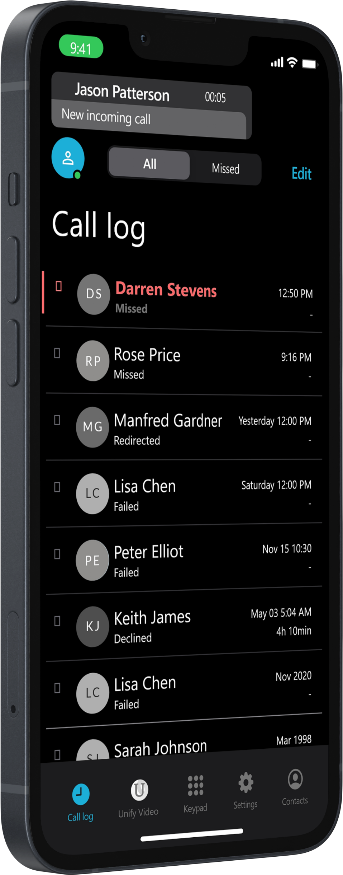 9:41
Jason Patterson 00:05
New incoming call
All Missed Edit
Call log
DS Darren Stevens 12:50 PM
Missed -
RP Rose Price 9:16 PM
Missed -
MG Manfred Gardner Yesterday 12:00 PM
Redirected -
LC Lisa Chen Saturday 12:00 PM
Failed -
PE Peter Elliot Nov 15 10:30
Failed -
KJ Keith James May 03 5:04 AM
Declined 4h 10min
LC Lisa Chen Nov 2020
Failed -
SJ Sarah Johnson Mar 1998
U
Call log Unify Video Keypad Settings Contacts